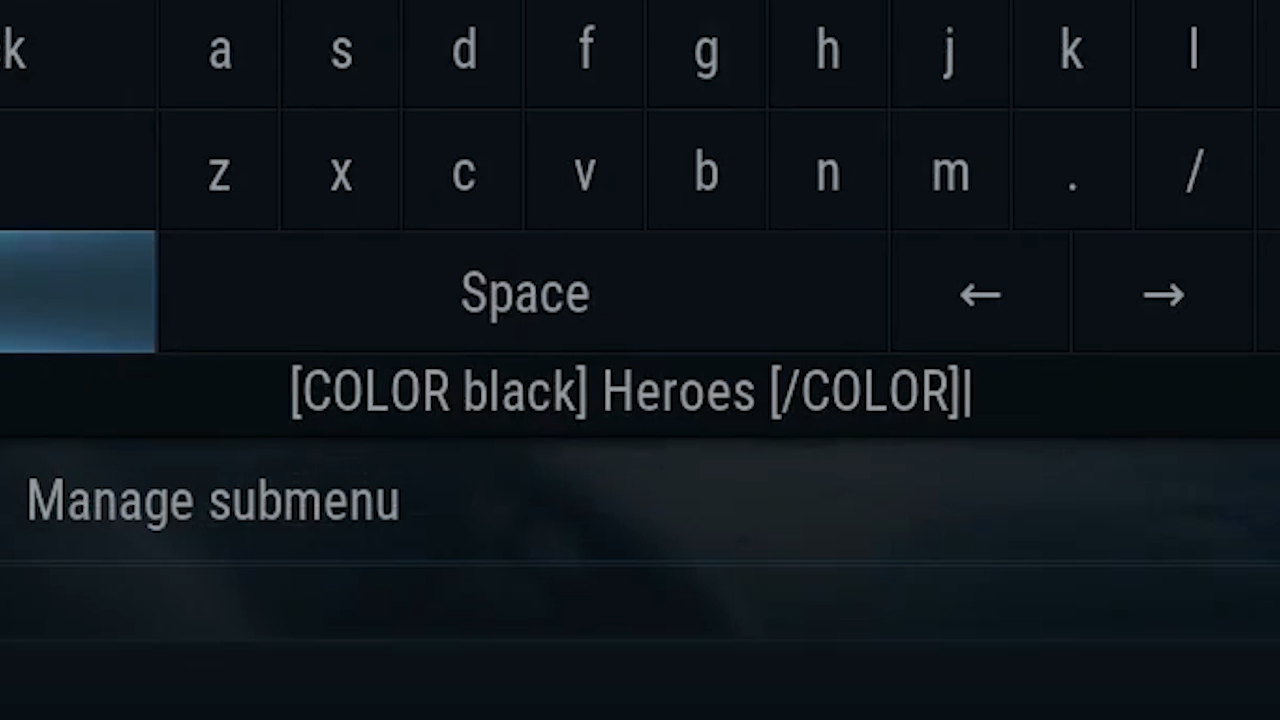 k a s d f g h j k l
z x c v b n m . /
Space ← →
[COLOR black] Heroes [/COLOR]|
Manage submenu